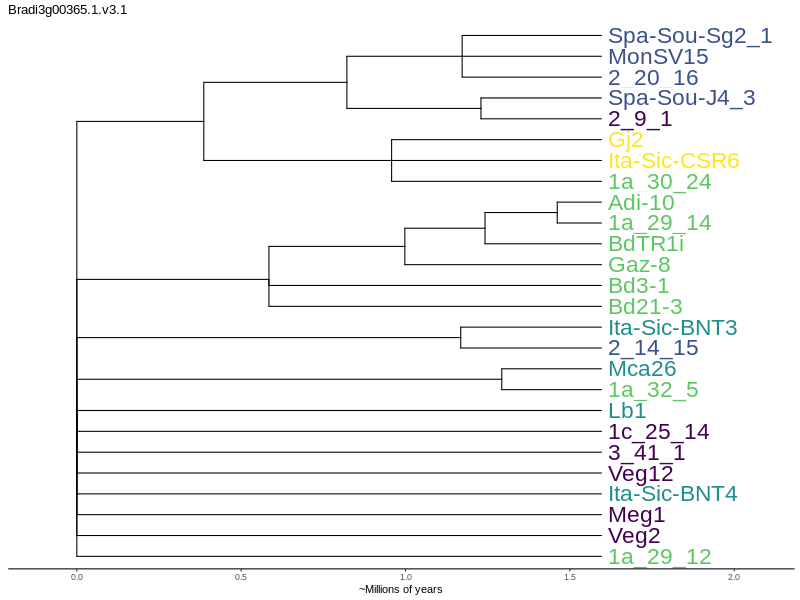 Bradi3g00365.1.v3.1
Spa-Sou-Sg2_1
MonSV15
2_20_16
Spa-Sou-J4_3
2_9_1
Gj2
Ita-Sic-CSR6
1a_30_24
Adi-10
1a_29_14
BdTR1i
Gaz-8
Bd3-1
Bd21-3
Ita-Sic-BNT3
2_14_15
Mca26
1a_32_5
Lb1
1c_25_14
3_41_1
Veg12
Ita-Sic-BNT4
Meg1
Veg2
1a_29_12
0.0 0.5 1.0 1.5 2.0
~Millions of years